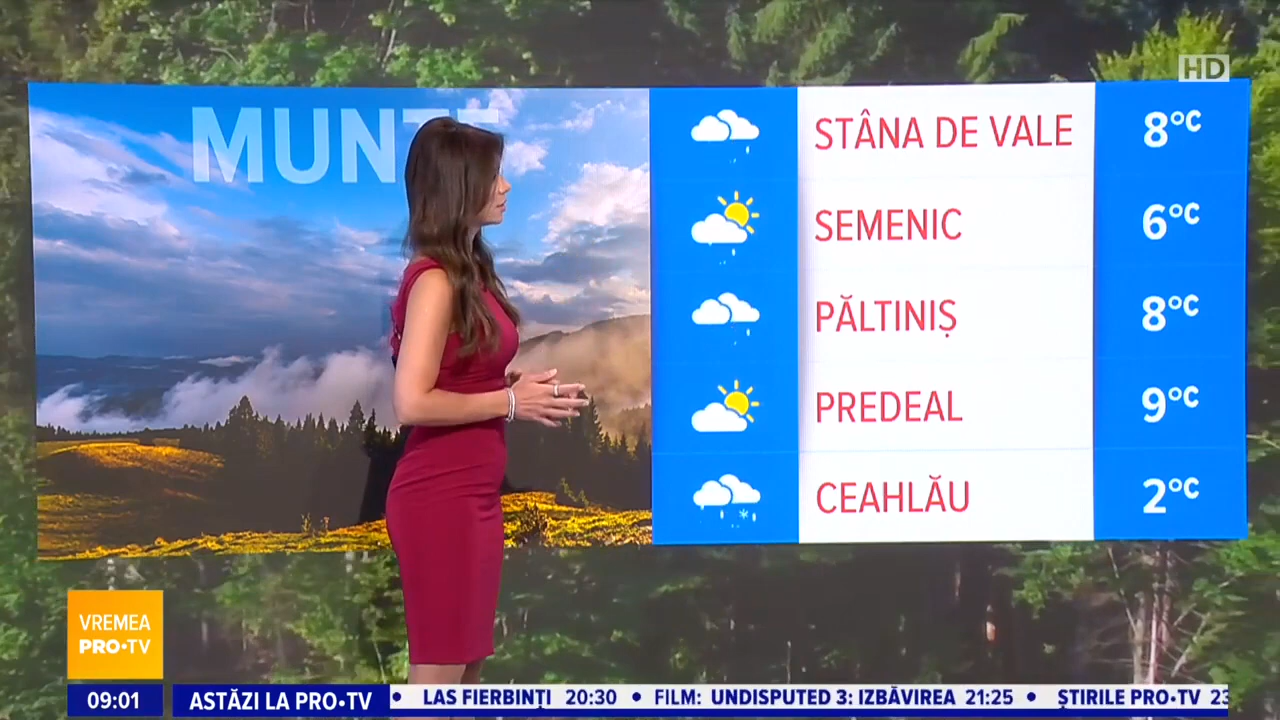 HD
MUNTE
STÂNA DE VALE 8°C
SEMENIC 6°C
PĂLTINIȘ 8°C
PREDEAL 9°C
CEAHLĂU 2°C
VREMEA
PRO•TV
09:01 ASTĂZI LA PRO•TV • LAS FIERBINȚI 20:30 • FILM: UNDISPUTED 3: IZBĂVIREA 21:25 • ȘTIRILE PRO•TV